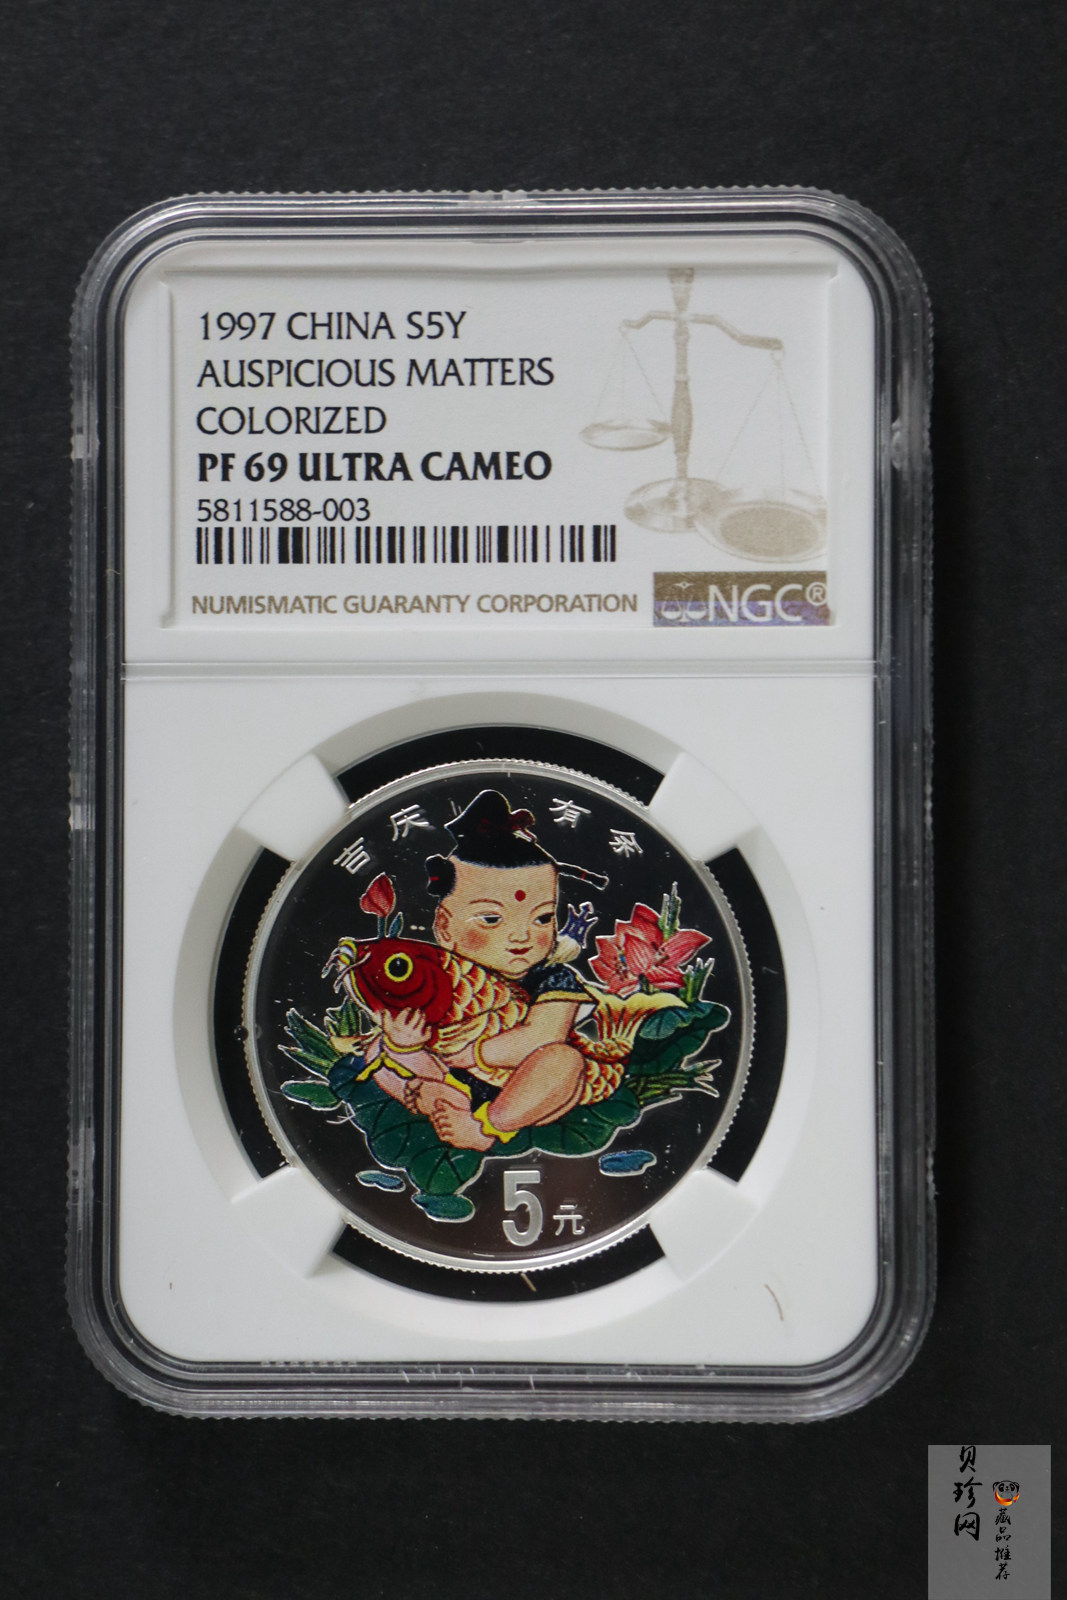 1997 CHINA S5Y
AUSPICIOUS MATTERS
COLORIZED
PF 69 ULTRA CAMEO
5811588-003
NUMISMATIC GUARANTY CORPORATION
NGC®
吉庆有余
5元
贝珍网
藏品推荐